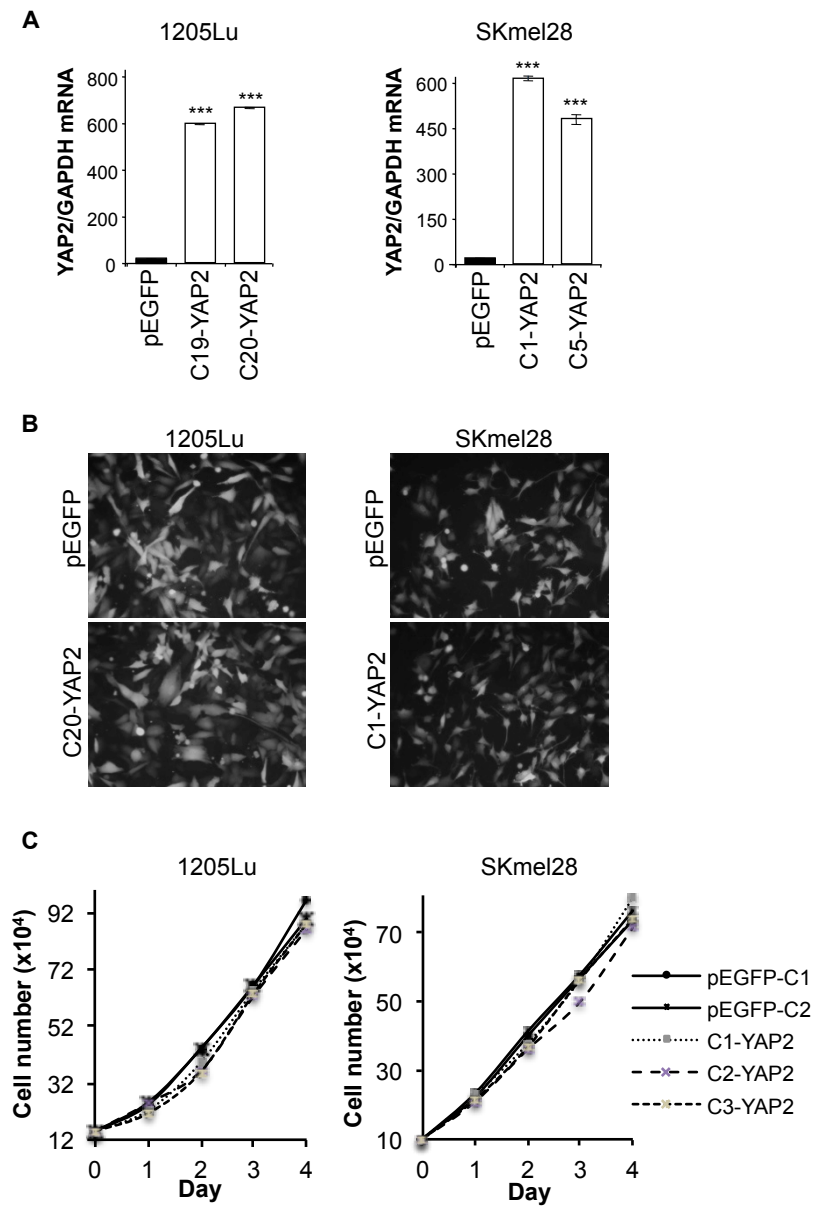 A
1205Lu
SKmel28
YAP2/GAPDH mRNA
800
600
400
200
0
***
***
pEGFP
C19-YAP2
C20-YAP2
YAP2/GAPDH mRNA
600
450
300
150
0
***
***
pEGFP
C1-YAP2
C5-YAP2
B
1205Lu
SKmel28
pEGFP
pEGFP
C20-YAP2
C1-YAP2
C
1205Lu
SKmel28
Cell number (x10⁴)
92
72
52
32
12
0 1 2 3 4
Day
Cell number (x10⁴)
70
50
30
10
0 1 2 3 4
Day
pEGFP-C1
pEGFP-C2
C1-YAP2
C2-YAP2
C3-YAP2